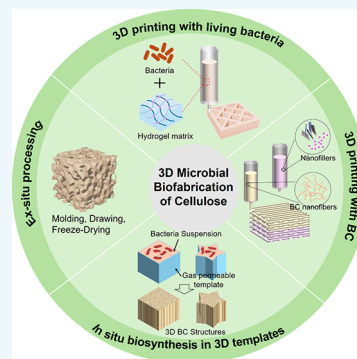 3D printing with living bacteria
Bacteria
+
Hydrogel matrix
3D printing with BC
Nanofillers
BC nanofibers
3D Microbial
Biofabrication
of Cellulose
Ex-situ processing
Molding, Drawing,
Freeze-Drying
Bacteria Suspension
Gas permeable
template
3D BC Structures
In situ biosynthesis in 3D templates